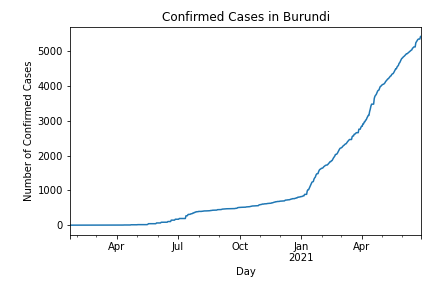 Confirmed Cases in Burundi
Number of Confirmed Cases
5000
4000
3000
2000
1000
0
Apr Jul Oct Jan Apr
2021
Day